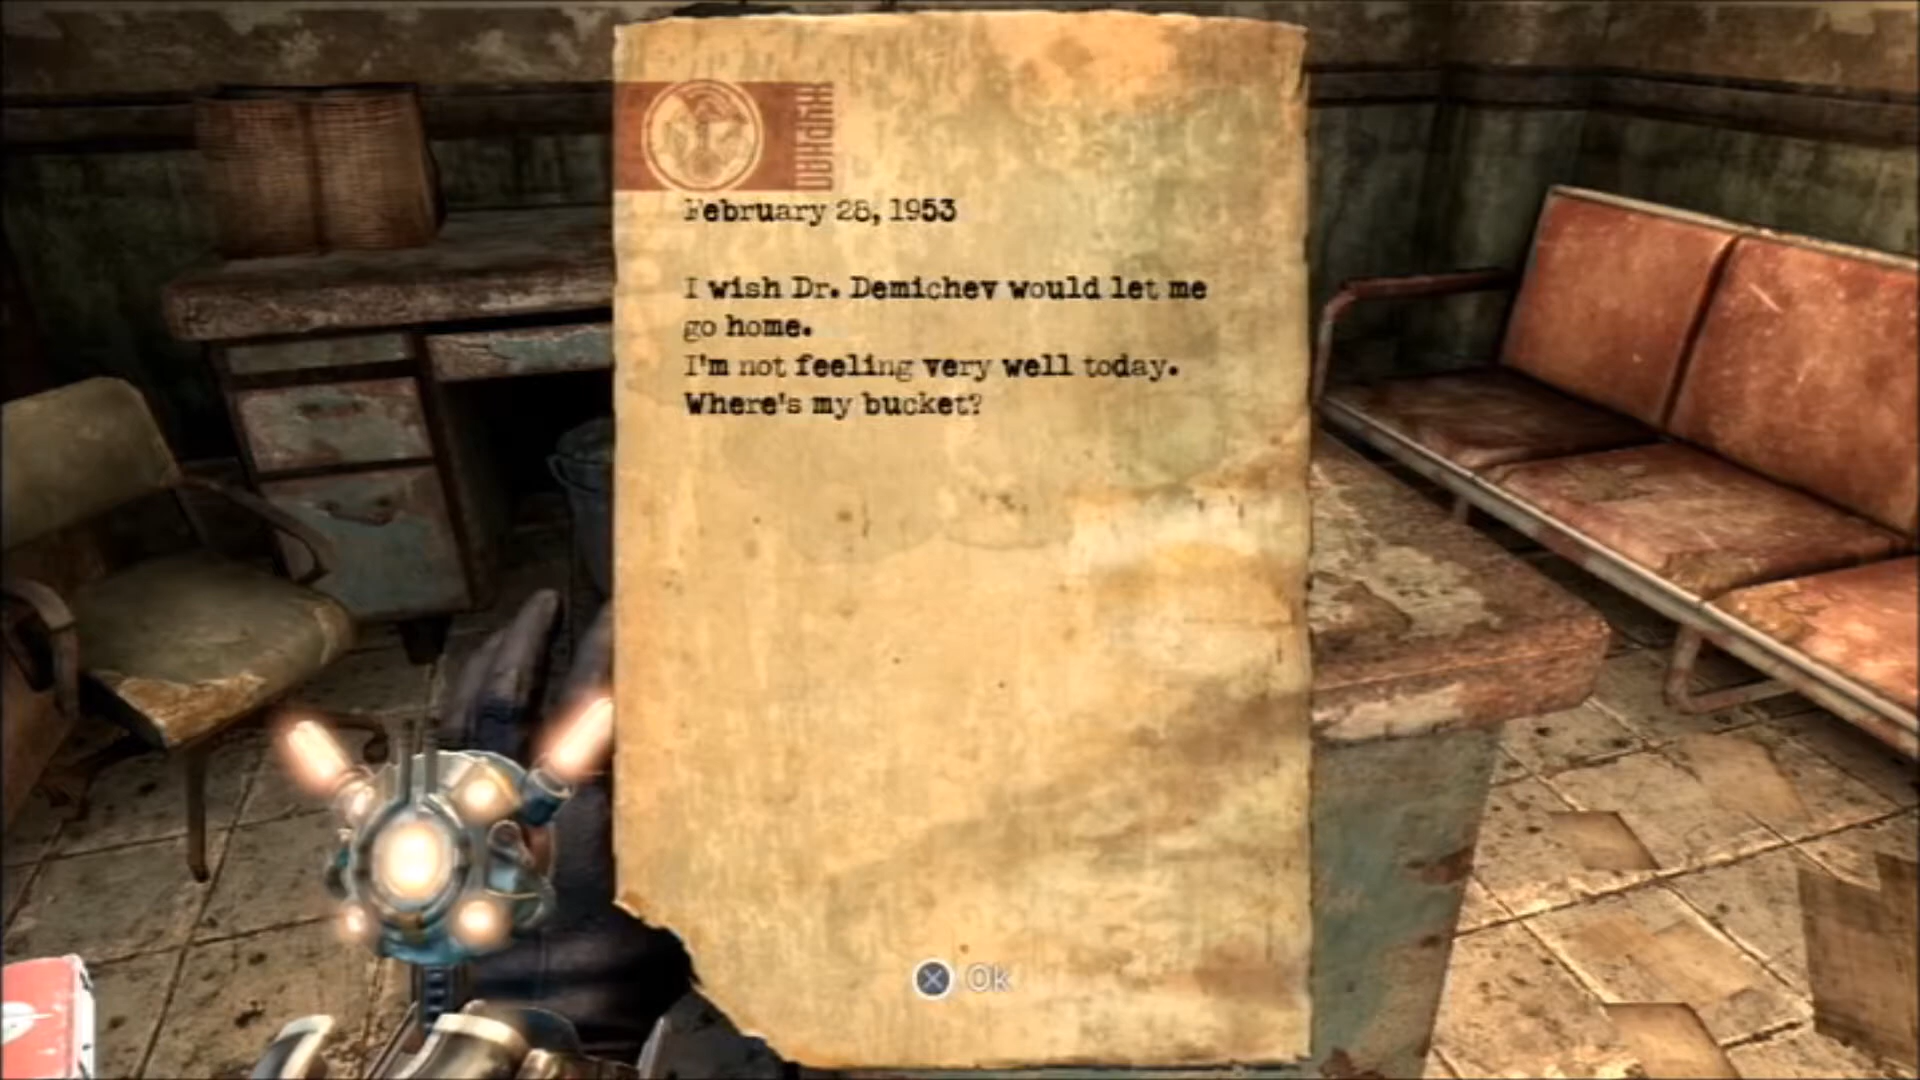 February 28, 1953
I wish Dr. Demichev would let me
go home.
I'm not feeling very well today.
Where's my bucket?
Ok